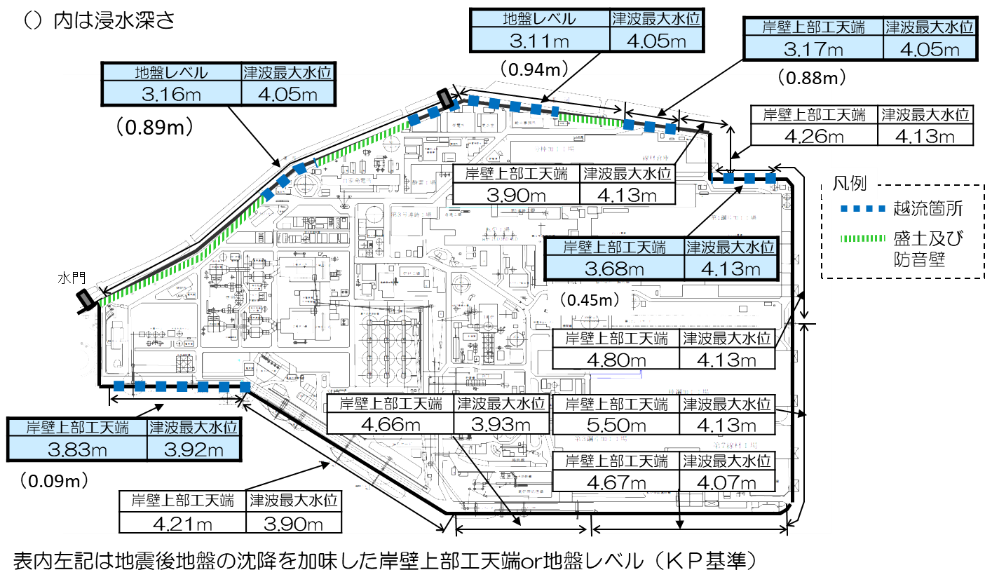 () 内は浸水深さ
地盤レベル 津波最大水位
3.11m 4.05m
(0.94m)
岸壁上部工天端 津波最大水位
3.17m 4.05m
(0.88m)
地盤レベル 津波最大水位
3.16m 4.05m
(0.89m)
岸壁上部工天端 津波最大水位
4.26m 4.13m
岸壁上部工天端 津波最大水位
3.90m 4.13m
凡例
越流箇所
盛土及び
防音壁
岸壁上部工天端 津波最大水位
3.68m 4.13m
(0.45m)
水門
岸壁上部工天端 津波最大水位
4.80m 4.13m
岸壁上部工天端 津波最大水位
4.66m 3.93m
岸壁上部工天端 津波最大水位
5.50m 4.13m
岸壁上部工天端 津波最大水位
3.83m 3.92m
(0.09m)
岸壁上部工天端 津波最大水位
4.67m 4.07m
岸壁上部工天端 津波最大水位
4.21m 3.90m
表内左記は地震後地盤の沈降を加味した岸壁上部工天端or地盤レベル（ＫＰ基準）